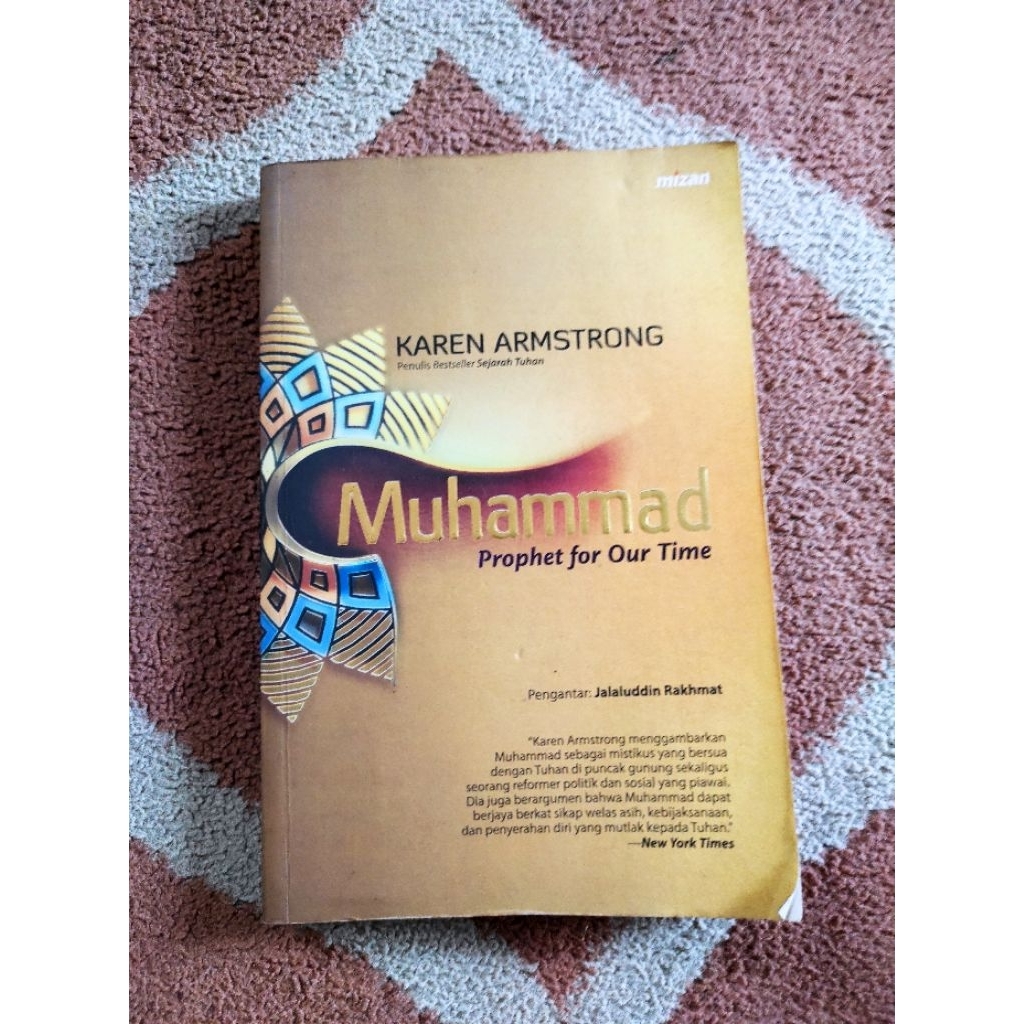 mizan
KAREN ARMSTRONG
Penulis Bestseller Sejarah Tuhan
Muhammad
Prophet for Our Time
Pengantar: Jalaluddin Rakhmat
"Karen Armstrong menggambarkan
Muhammad sebagai mistikus yang bersua
dengan Tuhan di puncak gunung sekaligus
seorang reformer politik dan sosial yang piawai.
Dia juga berargumen bahwa Muhammad dapat
berjaya berkat sikap welas asih, kebijaksanaan,
dan penyerahan diri yang mutlak kepada Tuhan."
—New York Times